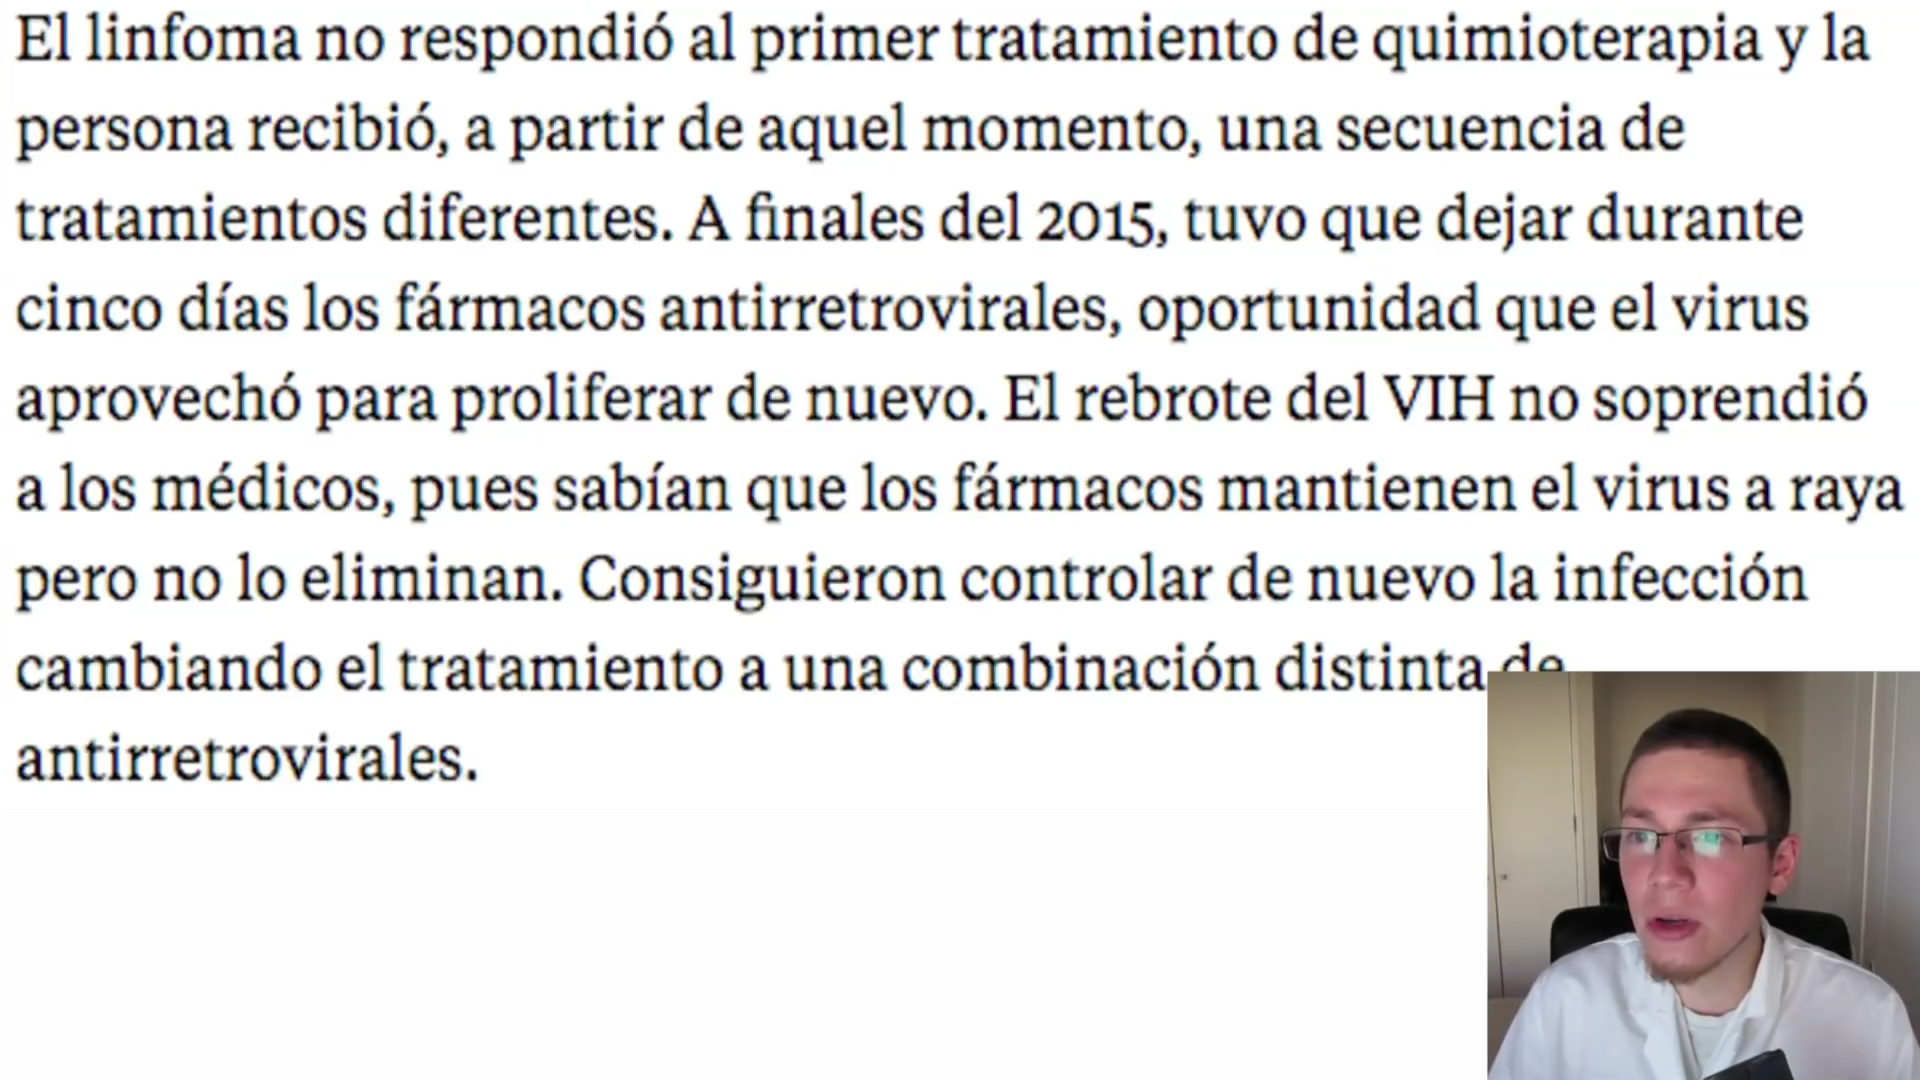 El linfoma no respondió al primer tratamiento de quimioterapia y la
persona recibió, a partir de aquel momento, una secuencia de
tratamientos diferentes. A finales del 2015, tuvo que dejar durante
cinco días los fármacos antirretrovirales, oportunidad que el virus
aprovechó para proliferar de nuevo. El rebrote del VIH no soprendió
a los médicos, pues sabían que los fármacos mantienen el virus a raya
pero no lo eliminan. Consiguieron controlar de nuevo la infección
cambiando el tratamiento a una combinación distinta de
antirretrovirales.